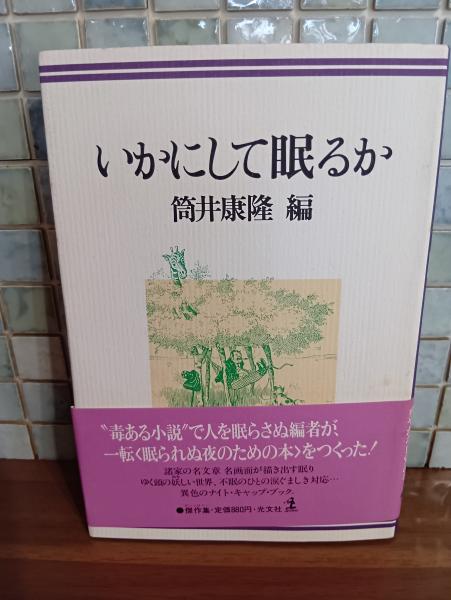 いかにして眠るか
筒井康隆 編
“毒ある小説”で人を眠らさぬ編者が、
一転〈眠られぬ夜のための本〉をつくった!
諸家の名文章 名画面が描き出す眠り
ゆく頭の妖しい世界、不眠のひとの涙ぐましき対応…
異色のナイト・キャップ・ブック。
●傑作集・定価880円・光文社